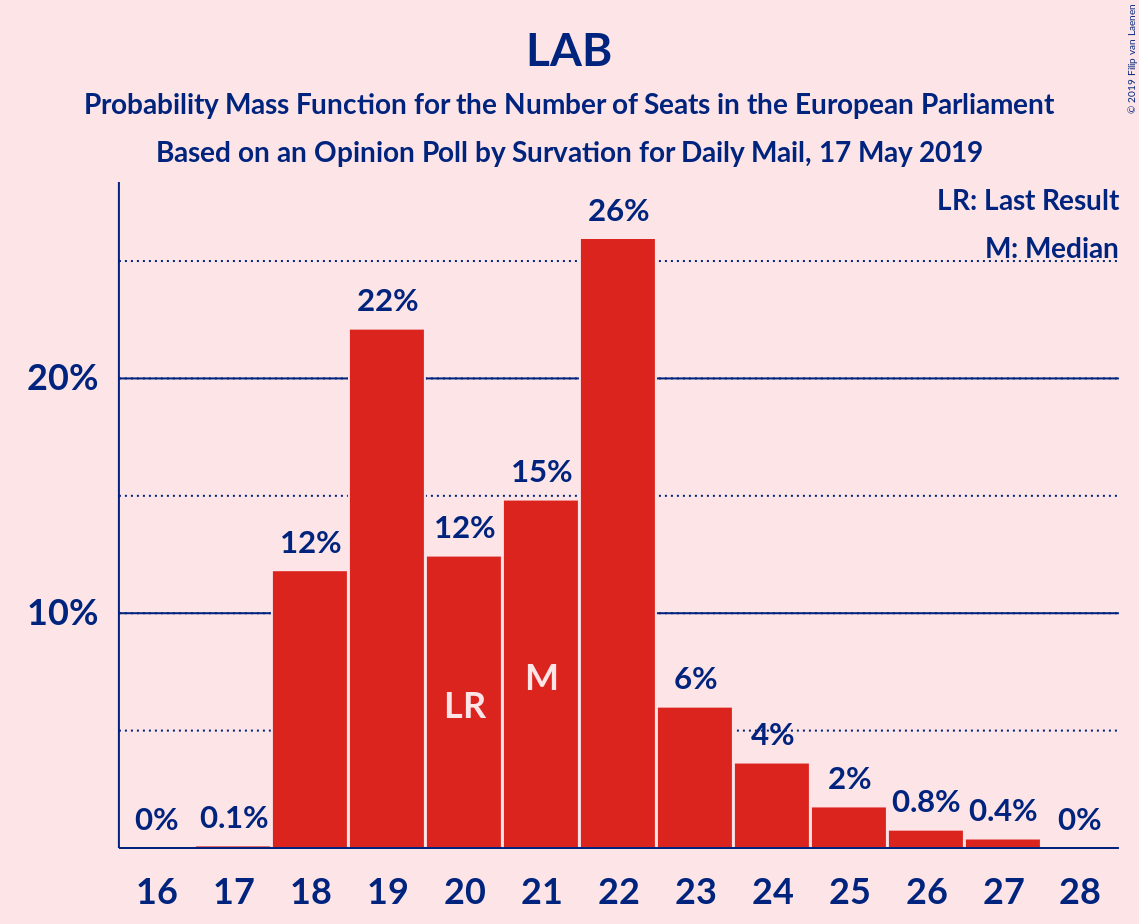 LAB
Probability Mass Function for the Number of Seats in the European Parliament
Based on an Opinion Poll by Survation for Daily Mail, 17 May 2019
© 2019 Filip van Laenen
LR: Last Result
M: Median
26%
22%
20%
15%
12%
12%
10%
6%
4%
2%
0.8%
0.4%
0%
0.1%
0%
LR
M
16 17 18 19 20 21 22 23 24 25 26 27 28